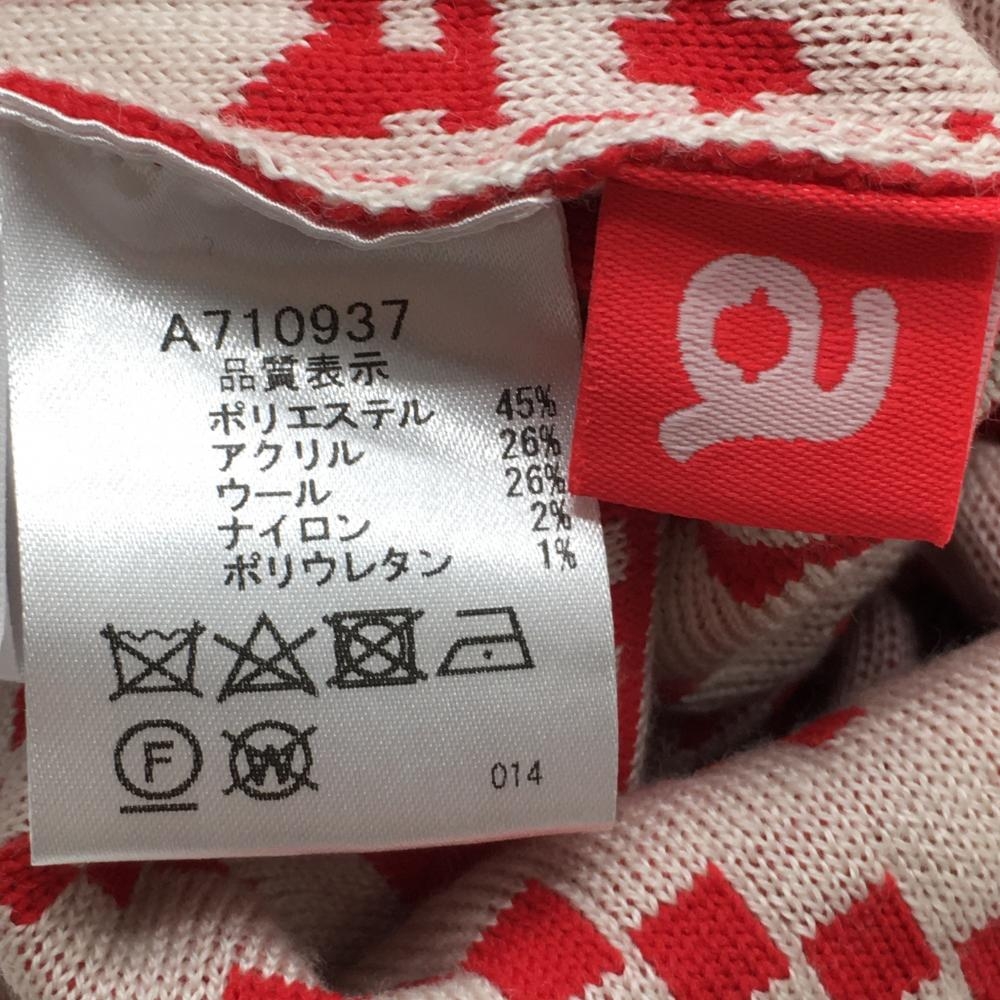 A710937
品質表示
ポリエステル 45%
アクリル 26%
ウール 26%
ナイロン 2%
ポリウレタン 1%
F W
014